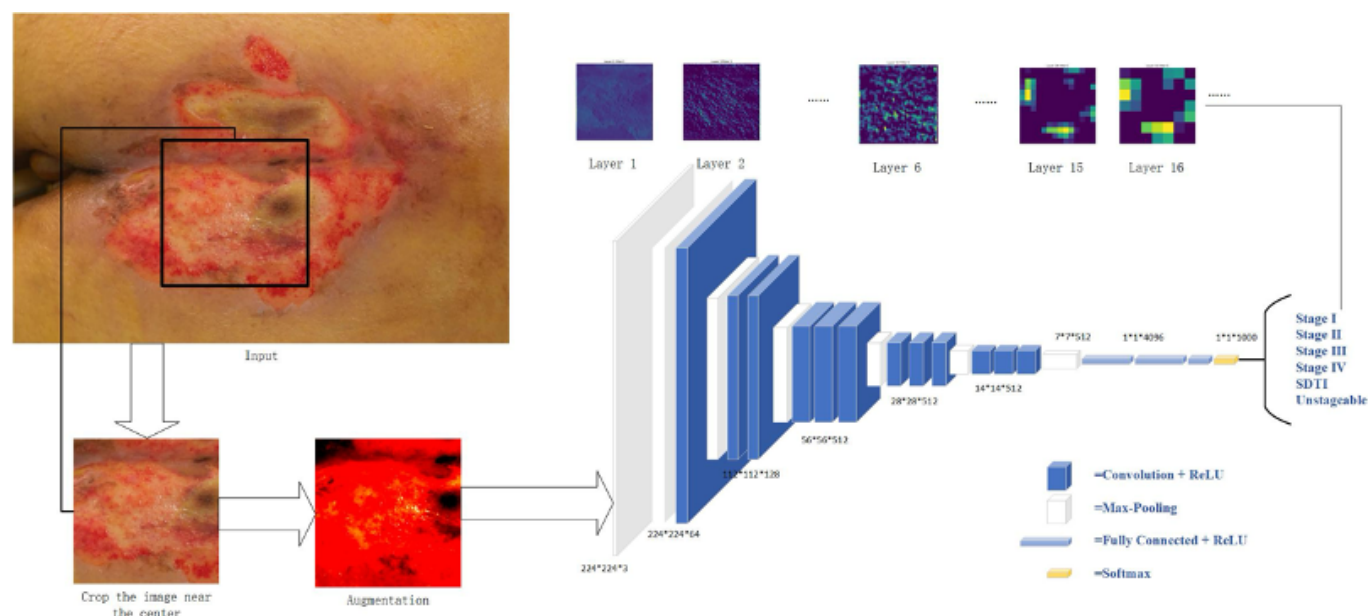 Input
Crop the image near
the center
Augmentation
Layer 1
Layer 2
......
Layer 6
......
Layer 15
Layer 16
......
224*224*3
224*224*64
112*112*128
56*56*512
28*28*512
14*14*512
7*7*512
1*1*4096
1*1*1000
Stage I
Stage II
Stage III
Stage IV
SDTI
Unstageable
=Convolution + ReLU
=Max-Pooling
=Fully Connected + ReLU
=Softmax